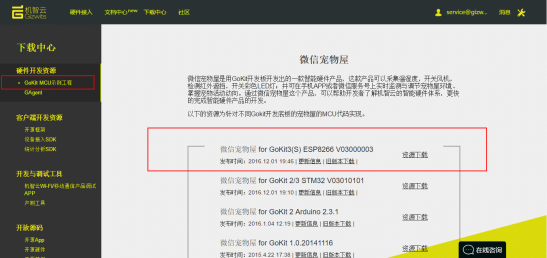 机智云
Gizwits
硬件接入 文档中心new 下载中心 社区
service@gizw... 消息
下载中心
硬件开发资源
GoKit MCU示例工程
GAgent
客户端开发资源
开源框架
设备接入SDK
统计分析SDK
开发与调试工具
机智云Wi-Fi/移动通信产品调试
APP
产测工具
开放源码
开源App
开源硬件
微信宠物屋
微信宠物屋是用GoKit开发板开发出的一款智能硬件产品，这款产品可以采集温湿度，开关风机，
检测红外遮挡，开关彩色LED灯，并可在手机APP或者微信服务号上实时监测与调节宠物屋环境、
掌握宠物活动动向。通过微信宠物屋这个产品，可以帮助开发者了解机智云的智能硬件体系，更快
的完成智能硬件产品的开发。
以下的资源为针对不同Gokit开发底板的宠物屋的MCU代码实现。
微信宠物屋 for GoKit3(S) ESP8266 V03000003
发布时间：2016.12.01 19:45 | 更新信息 | 旧版本下载 |
资源下载
微信宠物屋 for GoKit 2/3 STM32 V03010101
发布时间：2016.12.01 19:10 | 更新信息 | 旧版本下载 |
资源下载
微信宠物屋 for GoKit 2 Arduino 2.3.1
发布时间：2016.1.04 12:19 | 更新信息 | 旧版本下载 |
资源下载
微信宠物屋 for GoKit 1.0.20141116
发布时间：2015.4.22 17:38 | 更新信息 | 旧版本下载 |
资源下载
在线咨询